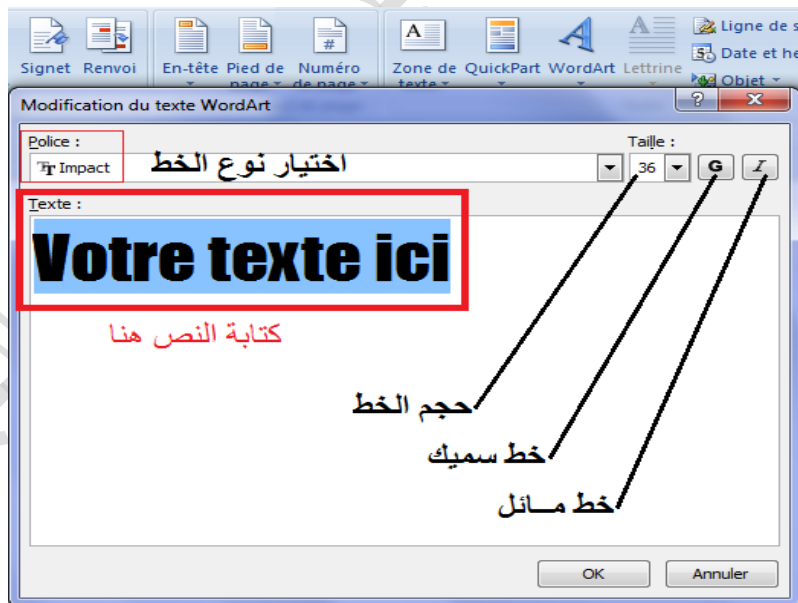 Ligne de s
Signet Renvoi En-tête Pied de Numéro Zone de QuickPart WordArt Lettrine Date et he
page de page texte Objet
Modification du texte WordArt
Police : Taille :
Impact اختيار نوع الخط 36 G I
Texte :
Votre texte ici
كتابة النص هنا
حجم الخط
خط سميك
خط مــائل
OK Annuler